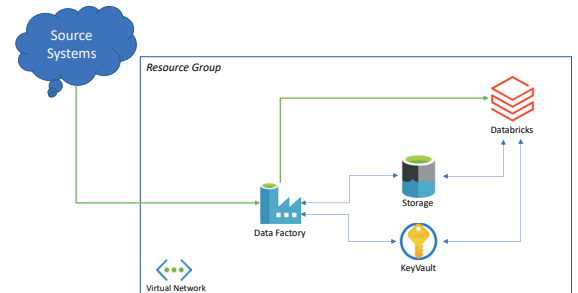 Source
Systems
Resource Group
Databricks
Storage
Data Factory
KeyVault
Virtual Network